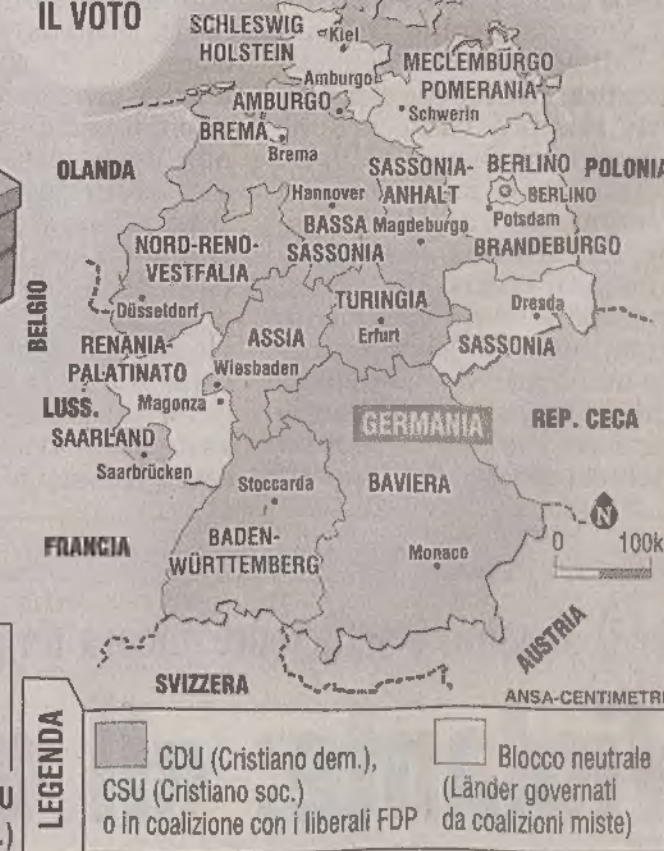 IL VOTO
SCHLESWIG
HOLSTEIN
Kiel
Amburgo
MECLEMBURGO
POMERANIA
AMBURGO
Schwerin
BREMA
Brema
OLANDA
SASSONIA-
ANHALT
BERLINO
POLONIA
Hannover
BERLINO
Potsdam
BASSA
SASSONIA
Magdeburgo
BRANDEBURGO
NORD-RENO-
VESTFALIA
Düsseldorf
TURINGIA
Erfurt
Dresda
SASSONIA
BELGIO
ASSIA
Wiesbaden
RENANIA-
PALATINATO
Magonza
LUSS.
SAARLAND
Saarbrücken
GERMANIA
REP. CECA
Stoccarda
BAVIERA
N
0 100k
FRANCIA
BADEN-
WÜRTTEMBERG
Monaco
AUSTRIA
SVIZZERA
ANSA-CENTIMETRI
U
.)
LEGENDA
CDU (Cristiano dem.),
CSU (Cristiano soc.)
o in coalizione con i liberali FDP
Blocco neutrale
(Länder governati
da coalizioni miste)